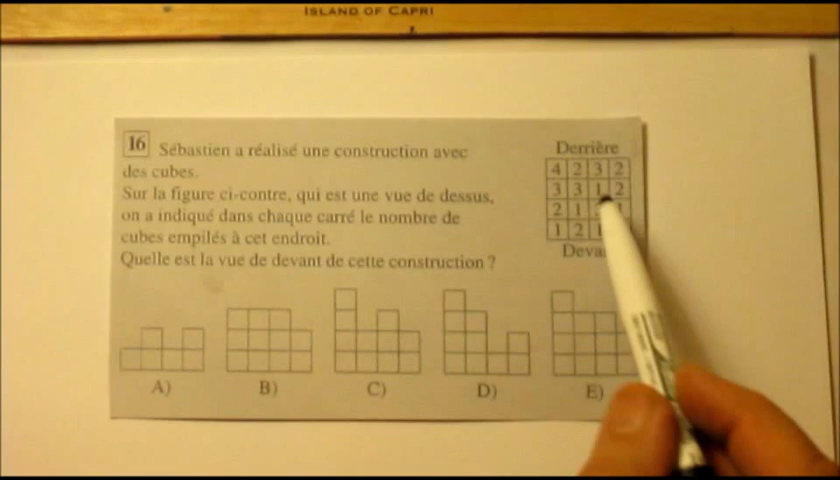 ISLAND OF CAPRI
16 Sébastien a réalisé une construction avec
des cubes.
Sur la figure ci-contre, qui est une vue de dessus,
on a indiqué dans chaque carré le nombre de
cubes empilés à cet endroit.
Quelle est la vue de devant de cette construction ?
Derrière
4 2 3 2
3 3 1 2
2 1 1
1 2 1
A) B) C) D) E)